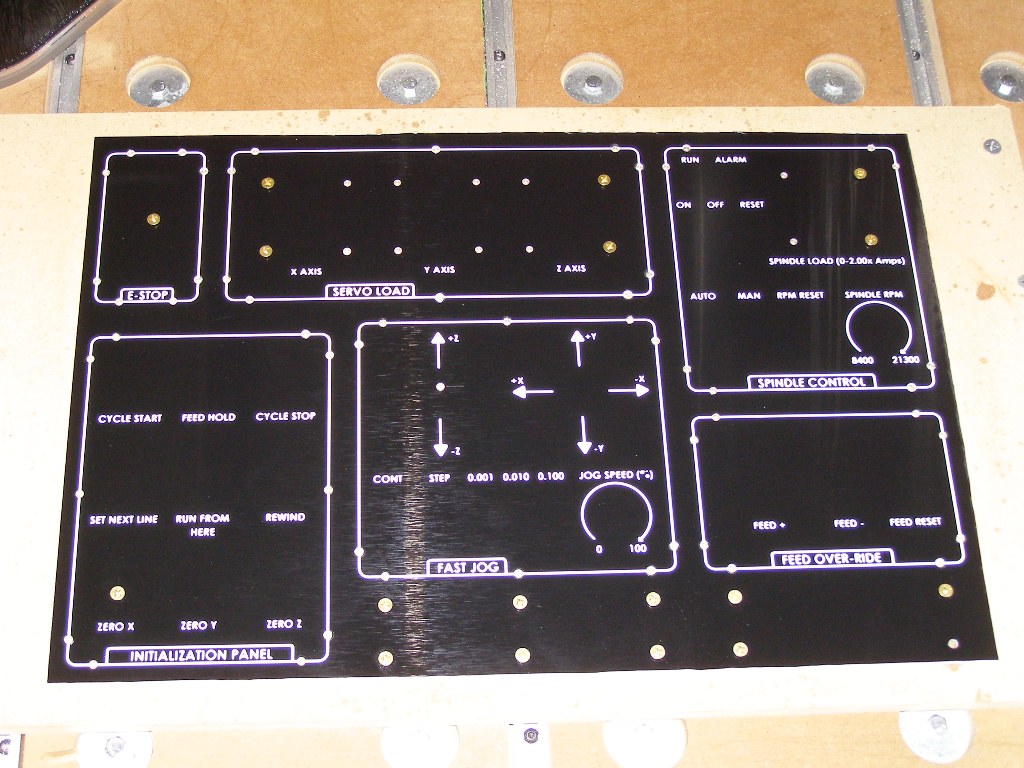 E-STOP
X AXIS Y AXIS Z AXIS
SERVO LOAD
RUN ALARM
ON OFF RESET
SPINDLE LOAD (0-2.00x Amps)
AUTO MAN RPM RESET SPINDLE RPM
8400 21300
SPINDLE CONTROL
CYCLE START FEED HOLD CYCLE STOP
SET NEXT LINE RUN FROM REWIND
HERE
ZERO X ZERO Y ZERO Z
INITIALIZATION PANEL
+Z +Y
+X -X
-Z -Y
CONT STEP 0.001 0.010 0.100 JOG SPEED (%)
0 100
FAST JOG
FEED + FEED - FEED RESET
FEED OVER-RIDE